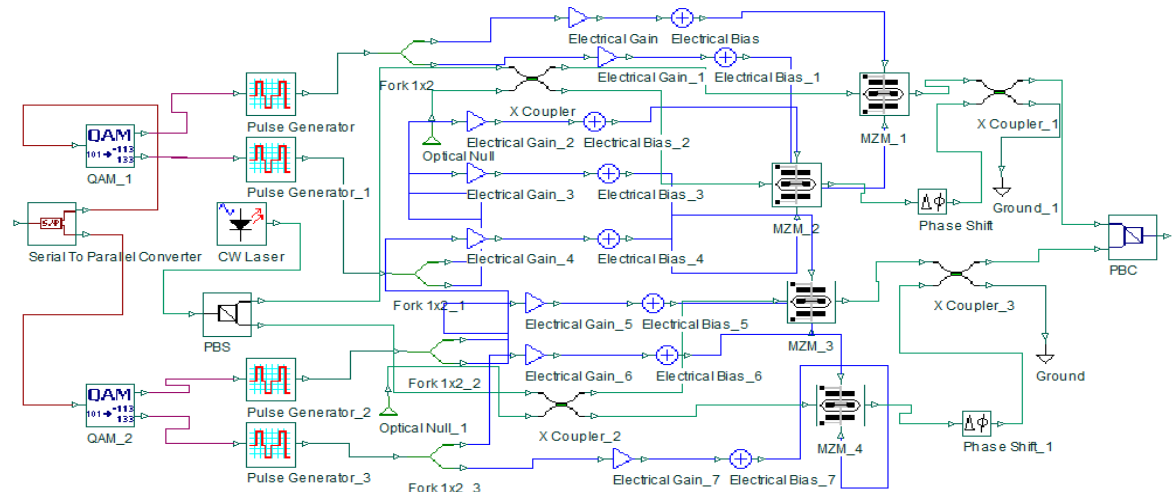 Electrical Gain Electrical Bias
Fork 1x2 Electrical Gain_1 Electrical Bias_1
QAM
101 -113
133
QAM_1
Pulse Generator
X Coupler
MZM_1
X Coupler_1
Optical Null
Electrical Gain_2 Electrical Bias_2
Pulse Generator_1
Electrical Gain_3 Electrical Bias_3
MZM_2
Ground_1
Phase Shift
S/P
Serial To Parallel Converter
CW Laser
Electrical Gain_4 Electrical Bias_4
PBC
PBS
Fork 1x2_1
Electrical Gain_5 Electrical Bias_5
MZM_3
X Coupler_3
Pulse Generator_2
Fork 1x2_2
Electrical Gain_6 Electrical Bias_6
Ground
QAM
101 -113
133
QAM_2
Optical Null_1
X Coupler_2
MZM_4
ΔΦ
Phase Shift_1
ΔΦ
Pulse Generator_3
Fork 1x2_3
Electrical Gain_7 Electrical Bias_7